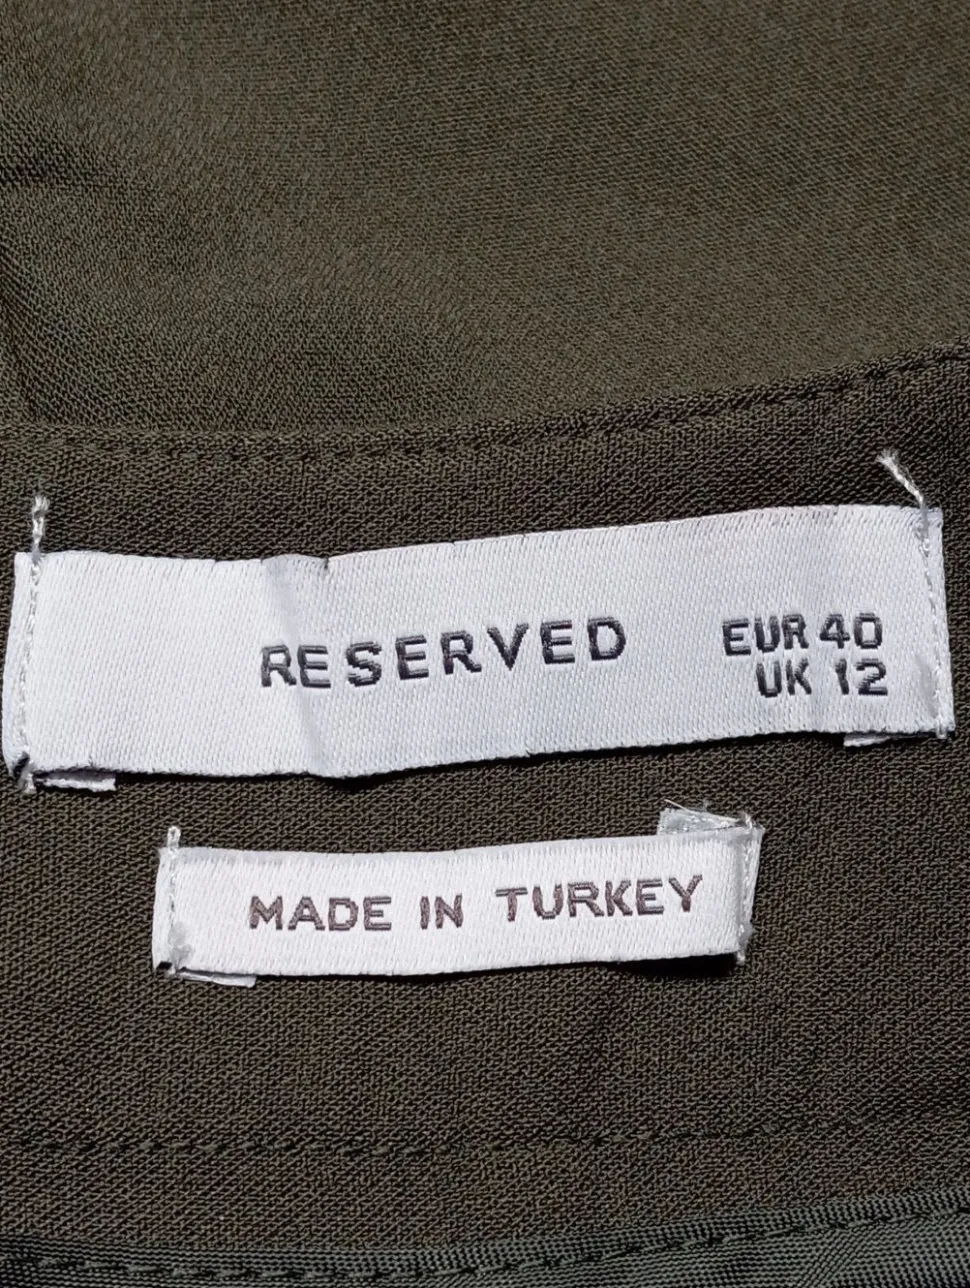 RESERVED
EUR 40
UK 12
MADE IN TURKEY